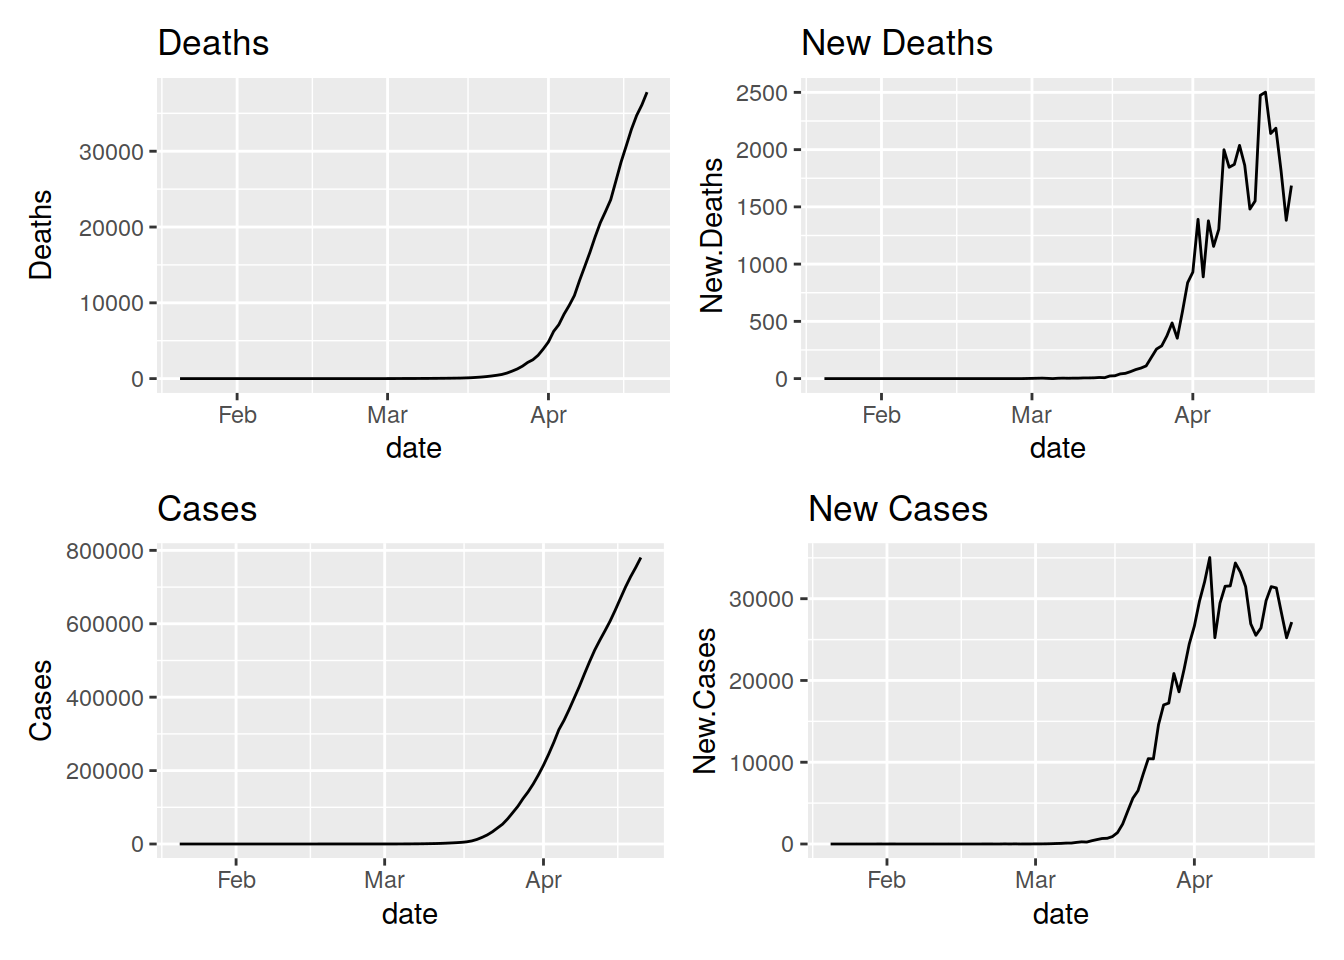 Deaths
Deaths
30000
20000
10000
0
Feb Mar Apr
date
New Deaths
New.Deaths
2500
2000
1500
1000
500
0
Feb Mar Apr
date
Cases
Cases
800000
600000
400000
200000
0
Feb Mar Apr
date
New Cases
New.Cases
30000
20000
10000
0
Feb Mar Apr
date